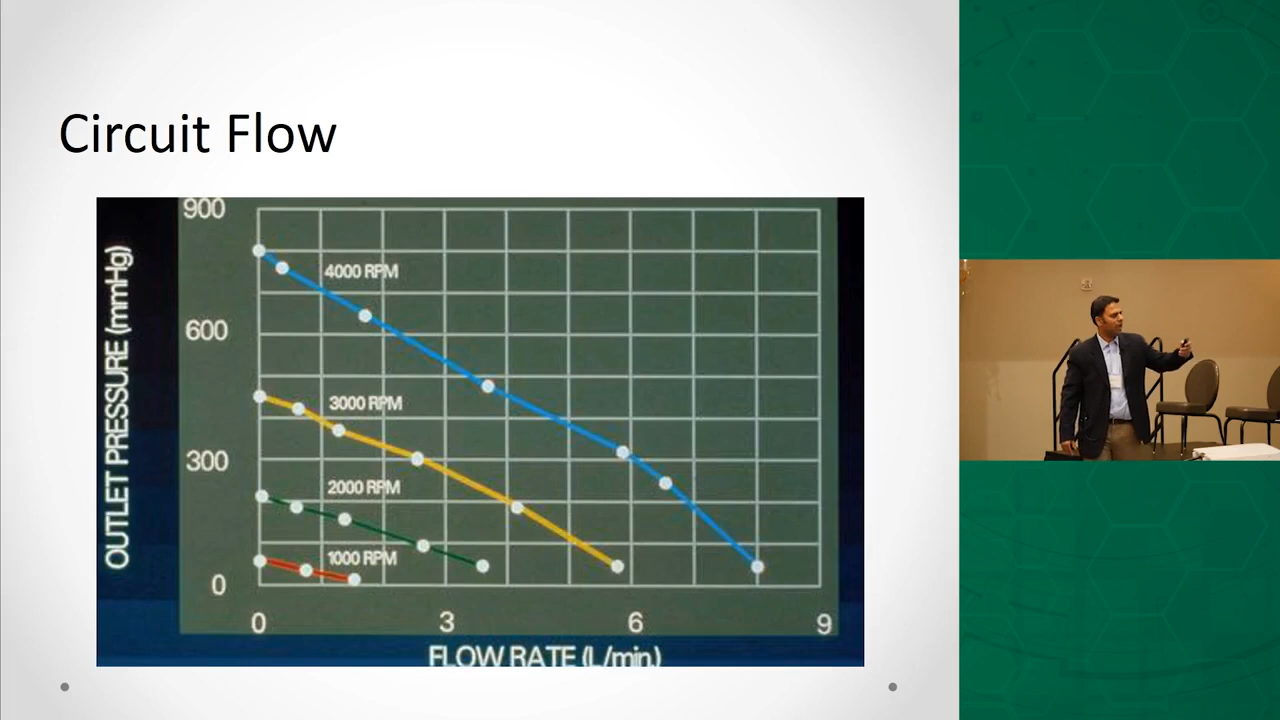 Circuit Flow
OUTLET PRESSURE (mmHg)
900
600
300
0
4000 RPM
3000 RPM
2000 RPM
1000 RPM
0 3 6 9
FLOW RATE (L/min.)